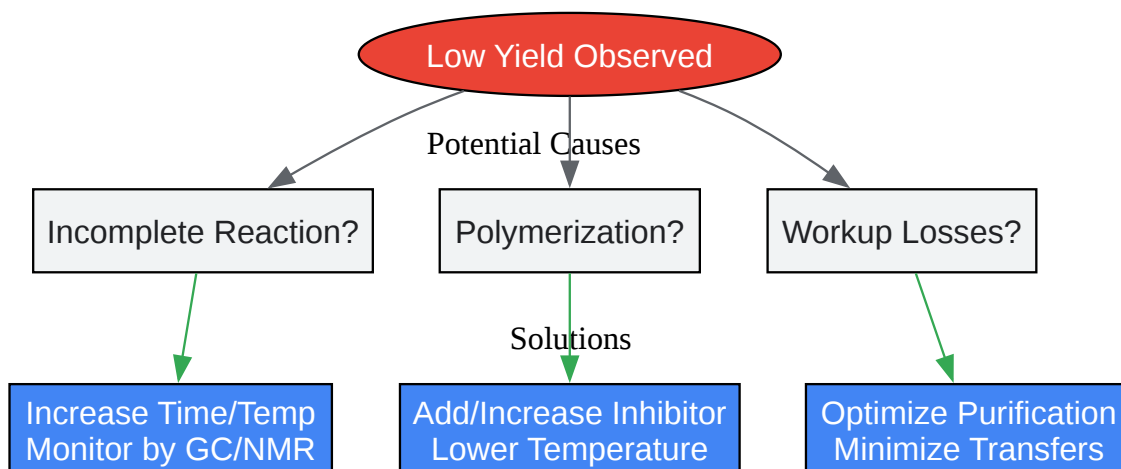 Low Yield Observed
Potential Causes
Incomplete Reaction?
Polymerization?
Workup Losses?
Solutions
Increase Time/Temp
Monitor by GC/NMR
Add/Increase Inhibitor
Lower Temperature
Optimize Purification
Minimize Transfers